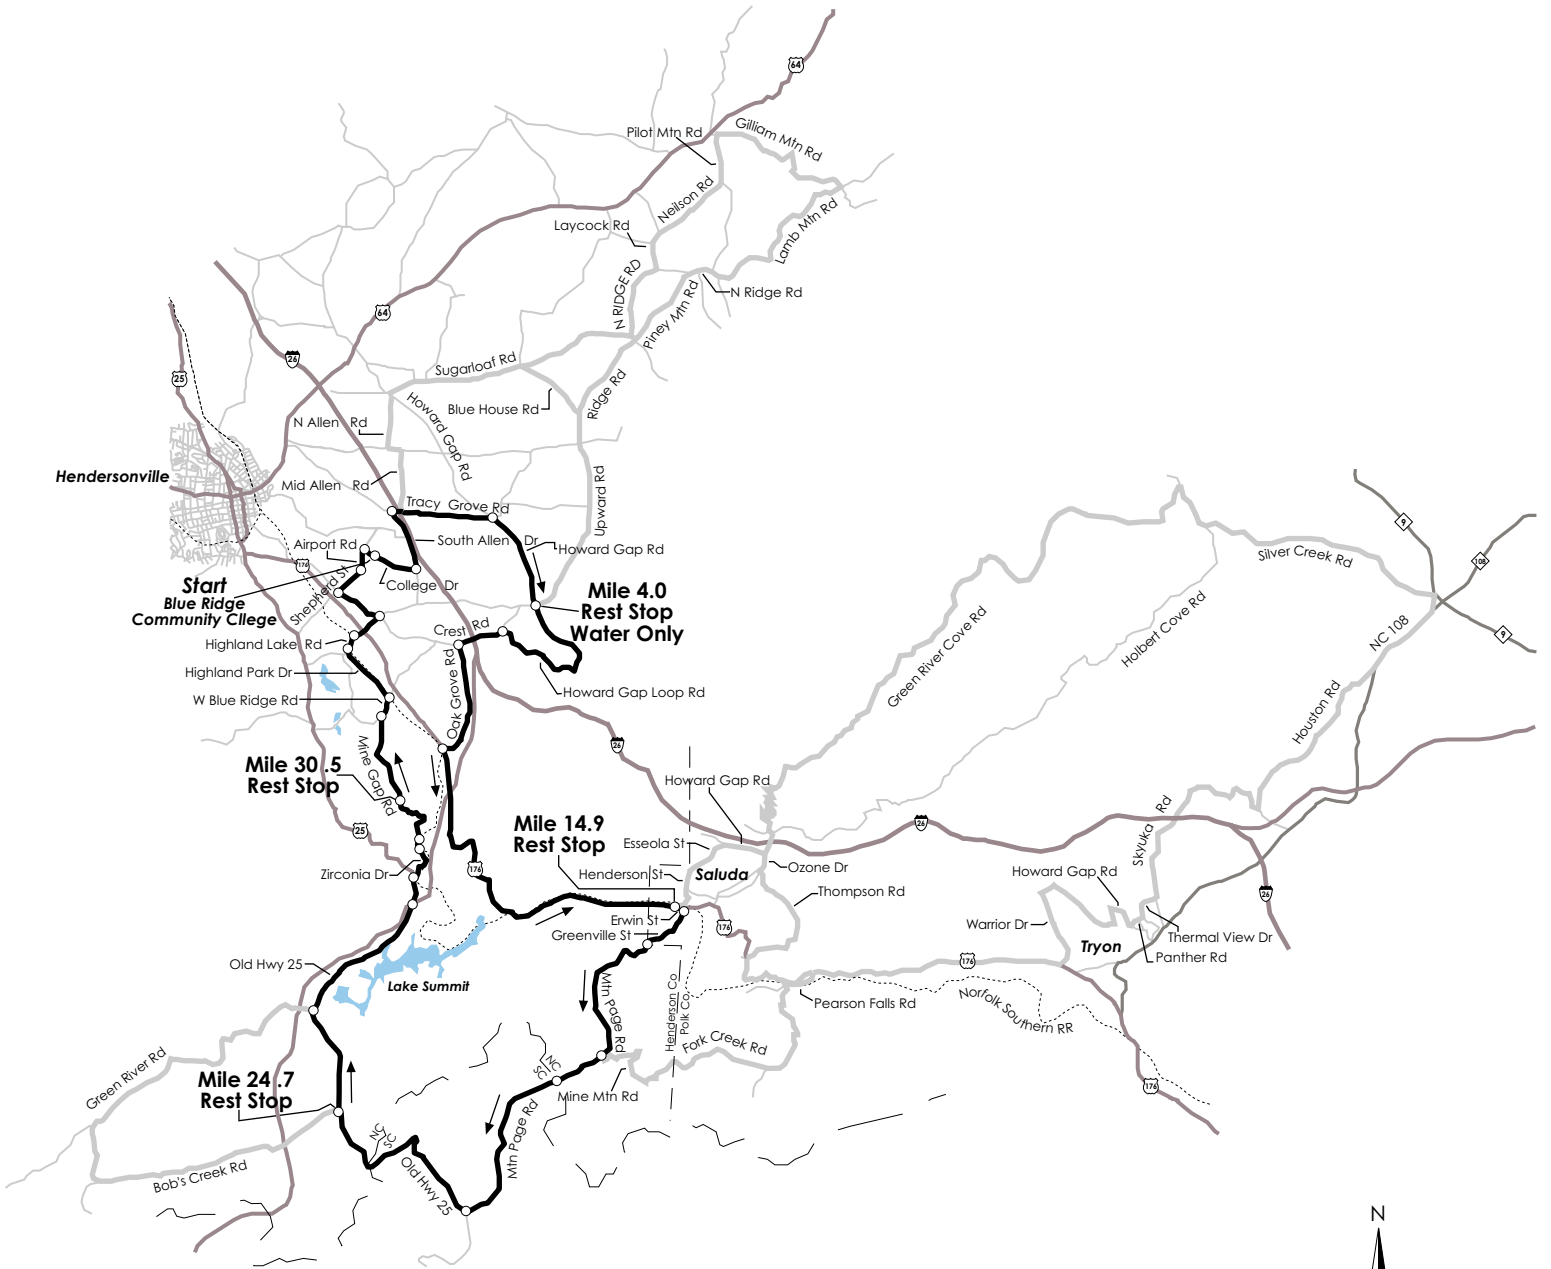 64
Pilot Mtn Rd
Gilliam Mtn Rd
Neilson Rd
Laycock Rd
Lamb Mtn Rd
N RIDGE RD
N Ridge Rd
Piney Mtn Rd
64
26
25
Sugarloaf Rd
Ridge Rd
Blue House Rd
Howard Gap Rd
N Allen Rd
Hendersonville
Mid Allen Rd
Upward Rd
Tracy Grove Rd
South Allen Dr
Howard Gap Rd
Airport Rd
176
College Dr
Shepherd St
Start
Blue Ridge
Community Cllege
Mile 4.0
Rest Stop
Water Only
Crest Rd
Highland Lake Rd
Highland Park Dr
W Blue Ridge Rd
Oak Grove Rd
Howard Gap Loop Rd
Mine Gap Rd
Mile 30 .5
Rest Stop
26
25
Zirconia Dr
176
Mile 14.9
Rest Stop
Howard Gap Rd
Esseola St
Henderson St
Saluda
Ozone Dr
Thompson Rd
Erwin St
Greenville St
176
Old Hwy 25
Lake Summit
Mtn Page Rd
Henderson Co
Polk Co
Pearson Falls Rd
Fork Creek Rd
NC
SC
Mine Mtn Rd
Mtn Page Rd
Green River Rd
Mile 24 .7
Rest Stop
NC
SC
Old Hwy 25
Bob's Creek Rd
9
108
Silver Creek Rd
9
NC 108
Green River Cove Rd
Holbert Cove Rd
Houston Rd
26
Skyuka Rd
Howard Gap Rd
26
Warrior Dr
Tryon
Thermal View Dr
Panther Rd
176
Norfolk Southern RR
176
N